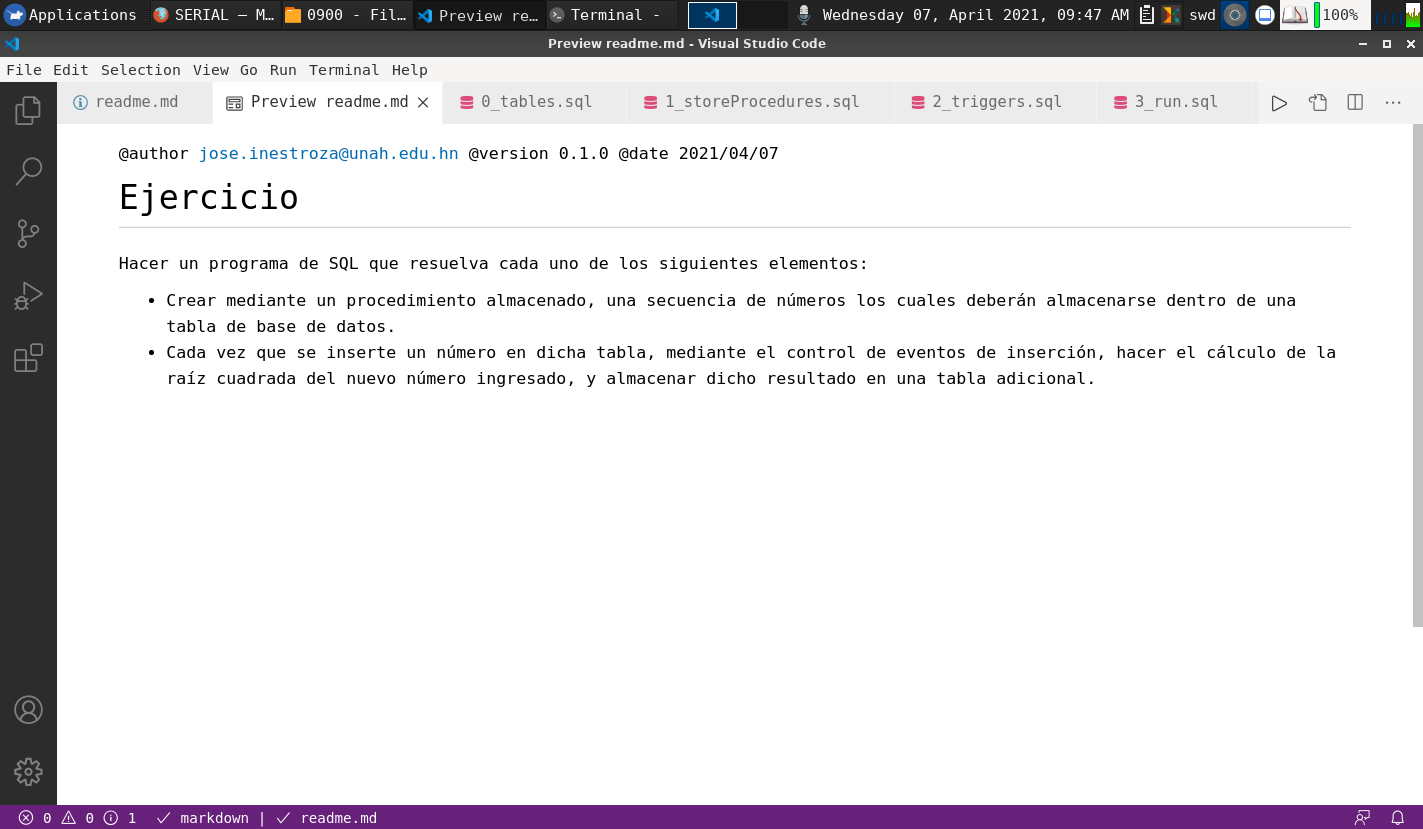 Applications SERIAL — M... 0900 - Fil... Preview re... Terminal - Wednesday 07, April 2021, 09:47 AM swd 100%
Preview readme.md - Visual Studio Code
File Edit Selection View Go Run Terminal Help
readme.md Preview readme.md 0_tables.sql 1_storeProcedures.sql 2_triggers.sql 3_run.sql
@author jose.inestroza@unah.edu.hn @version 0.1.0 @date 2021/04/07
Ejercicio
Hacer un programa de SQL que resuelva cada uno de los siguientes elementos:
• Crear mediante un procedimiento almacenado, una secuencia de números los cuales deberán almacenarse dentro de una
tabla de base de datos.
• Cada vez que se inserte un número en dicha tabla, mediante el control de eventos de inserción, hacer el cálculo de la
raíz cuadrada del nuevo número ingresado, y almacenar dicho resultado en una tabla adicional.
0 0 1 markdown | readme.md